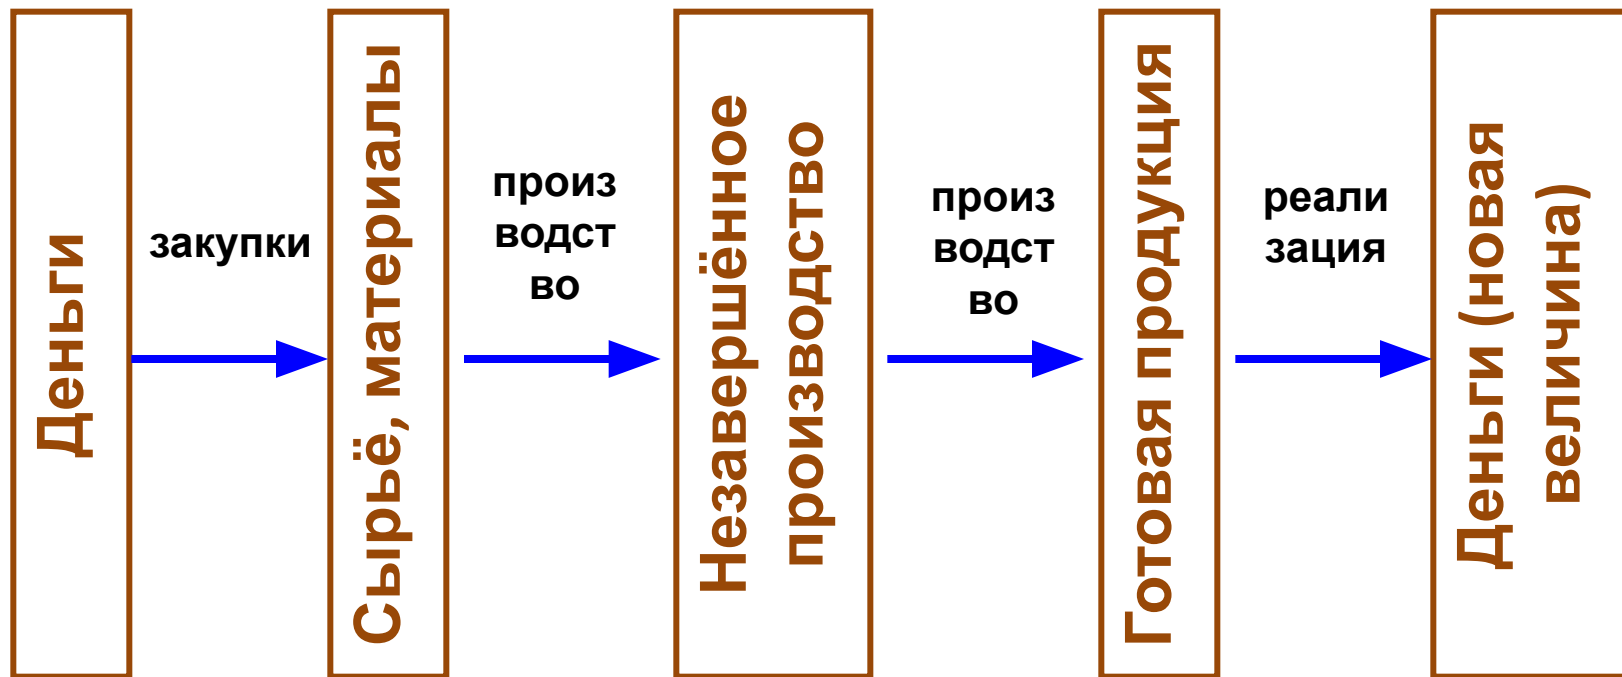 Деньги
закупки
Сырьё, материалы
произ
водст
во
Незавершённое
производство
произ
водст
во
Готовая продукция
реали
зация
Деньги (новая
величина)